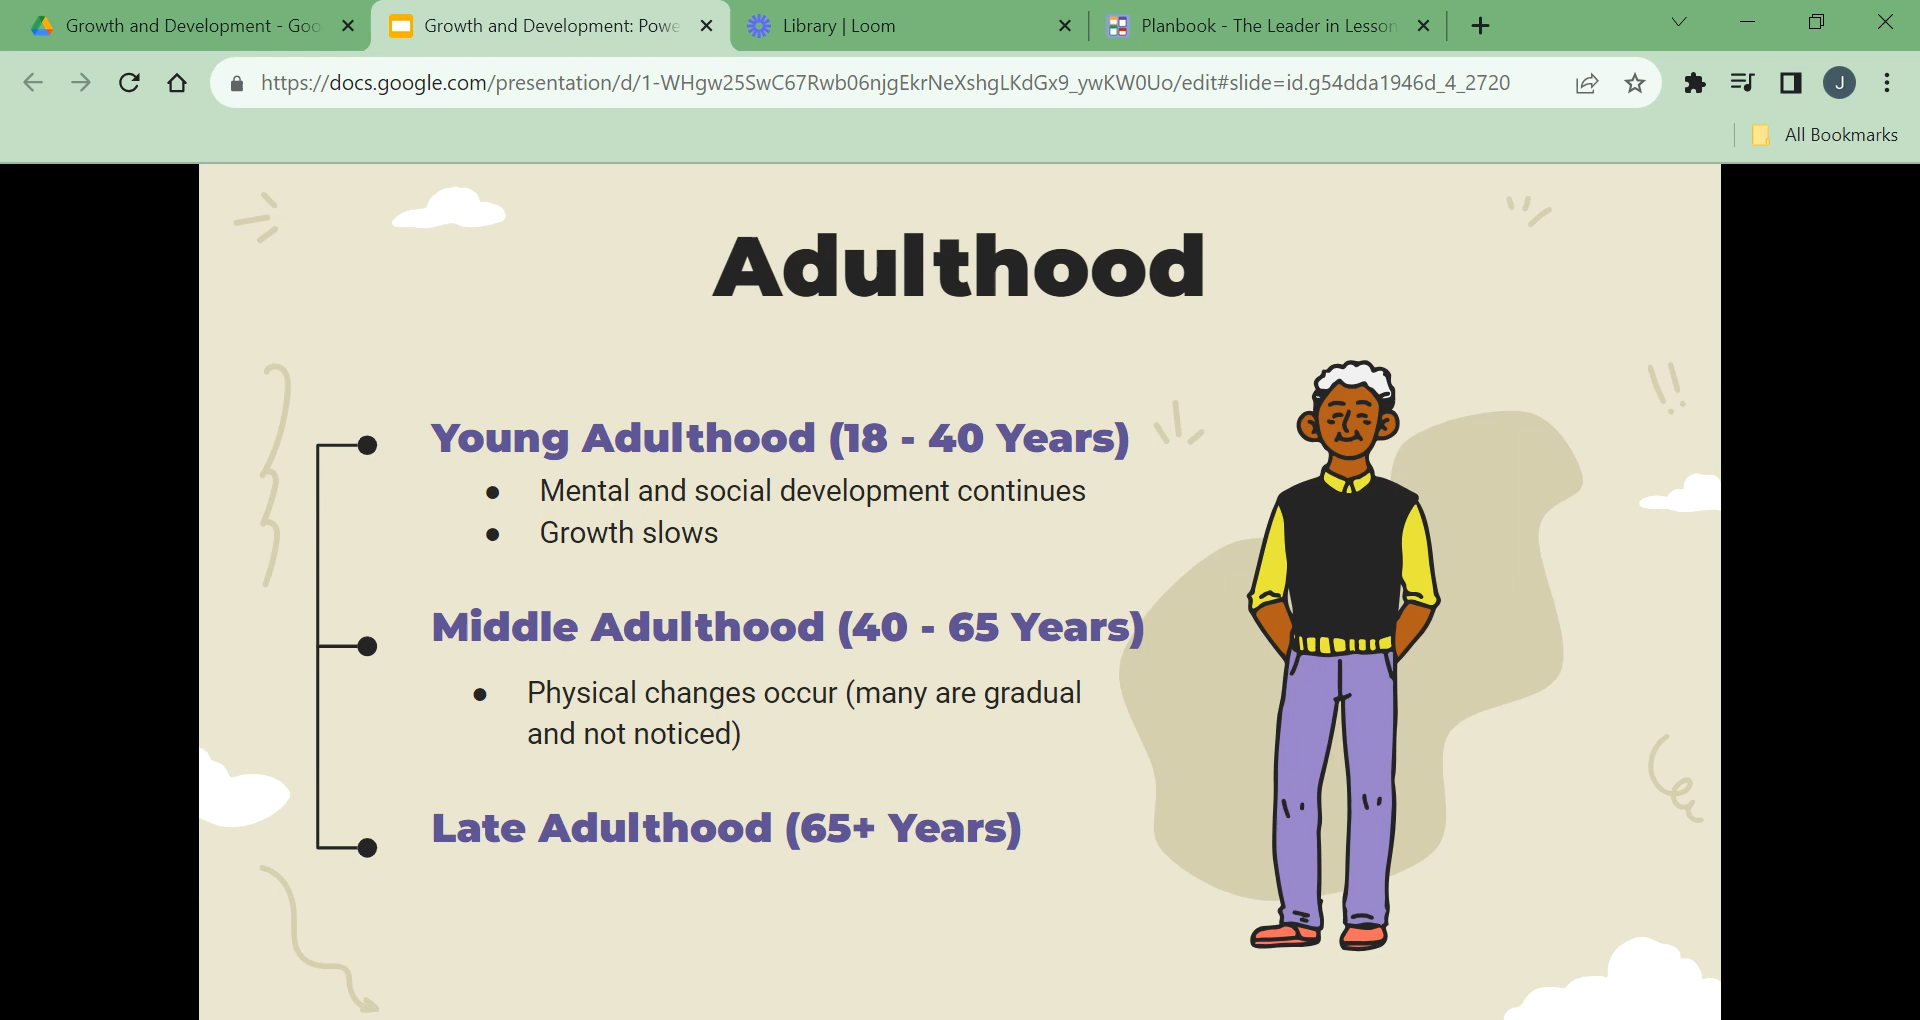 Growth and Development - Goo
Growth and Development: Powe
Library | Loom
Planbook - The Leader in Lesson
https://docs.google.com/presentation/d/1-WHgw25SwC67Rwb06njgEkrNeXshgLKdGx9_ywKW0Uo/edit#slide=id.g54dda1946d_4_2720
J
All Bookmarks
Adulthood
Young Adulthood (18 - 40 Years)
● Mental and social development continues
● Growth slows
Middle Adulthood (40 - 65 Years)
● Physical changes occur (many are gradual
and not noticed)
Late Adulthood (65+ Years)